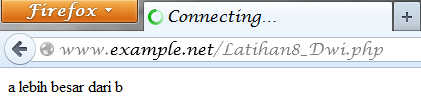 Firefox
Connecting...
www.example.net/Latihan8_Dwi.php
a lebih besar dari b